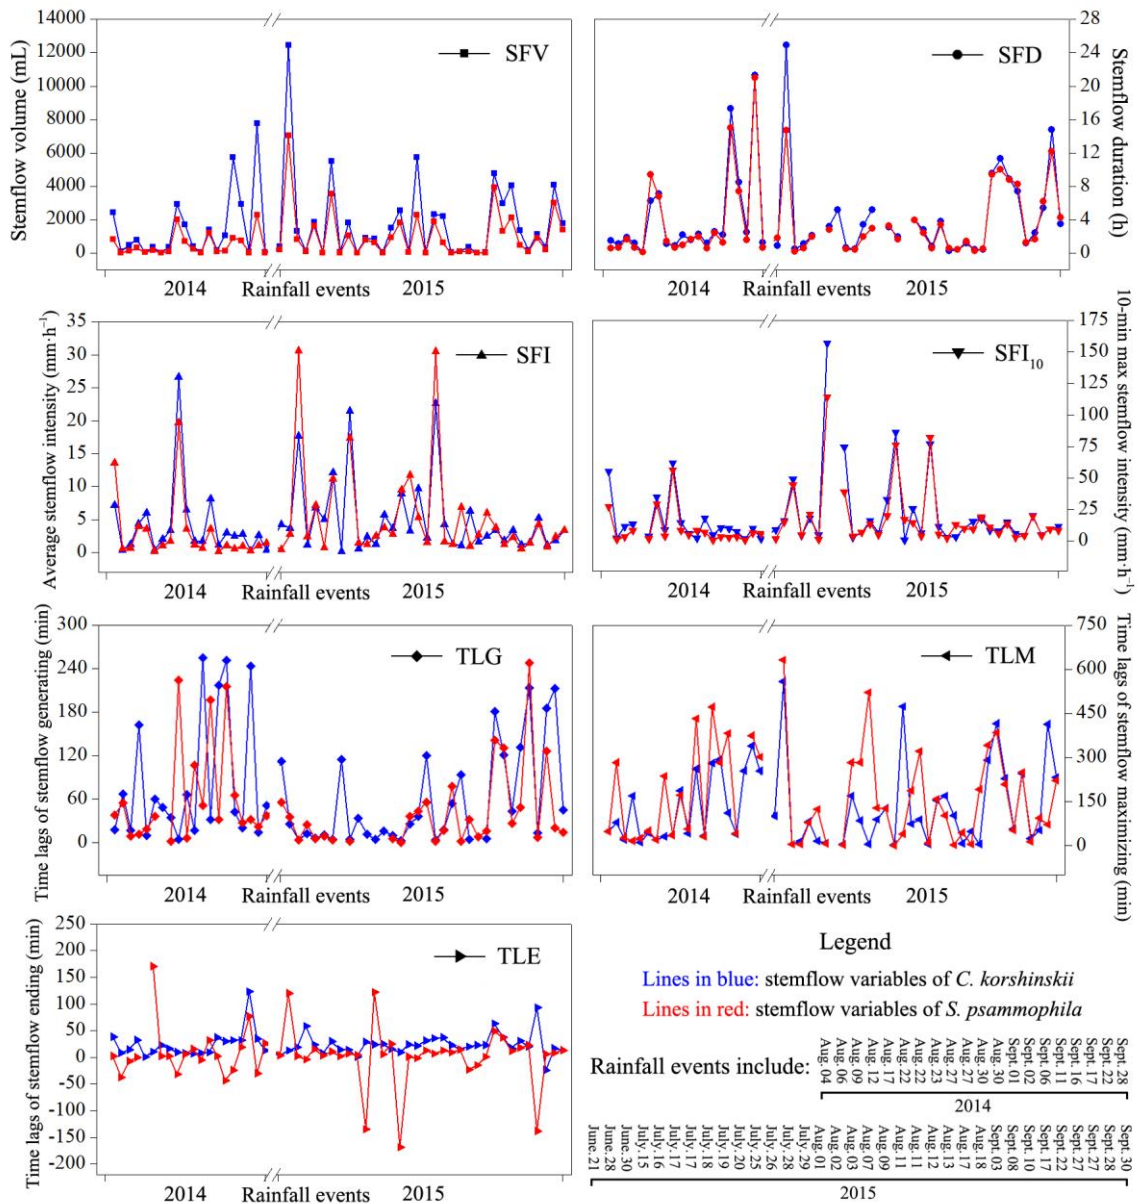 14000
12000
10000
8000
6000
4000
2000
0
Stemflow volume (mL)
SFV
2014
Rainfall events
2015
28
24
20
16
12
8
4
0
Stemflow duration (h)
SFD
2014
Rainfall events
2015
35
30
25
20
15
10
5
0
Average stemflow intensity (mm·h⁻¹)
SFI
2014
Rainfall events
2015
175
150
125
100
75
50
25
0
10-min max stemflow intensity (mm·h⁻¹)
SFI₁₀
2014
Rainfall events
2015
300
240
180
120
60
0
Time lags of stemflow generating (min)
TLG
2014
Rainfall events
2015
750
600
450
300
150
0
Time lags of stemflow maximizing (min)
TLM
2014
Rainfall events
2015
250
200
150
100
50
0
-50
-100
-150
-200
Time lags of stemflow ending (min)
TLE
2014
Rainfall events
2015
Legend
Lines in blue: stemflow variables of C. korshinskii
Lines in red: stemflow variables of S. psammophila
Rainfall events include:
Aug. 04
Aug. 06
Aug. 09
Aug. 12
Aug. 17
Aug. 22
Aug. 22
Aug. 23
Aug. 27
Aug. 30
Aug. 30
Sept. 01
Sept. 02
Sept. 06
Sept. 11
Sept. 16
Sept. 27
Sept. 22
Sept. 28
2014
June. 21
June. 28
June. 30
July. 15
July. 16
July. 17
July. 18
July. 19
July. 20
July. 25
July. 26
July. 28
July. 29
Aug. 01
Aug. 02
Aug. 03
Aug. 07
Aug. 09
Aug. 11
Aug. 11
Aug. 13
Aug. 17
Aug. 18
Sept. 03
Sept. 08
Sept. 10
Sept. 17
Sept. 22
Sept. 27
Sept. 27
Sept. 28
Sept. 30
2015